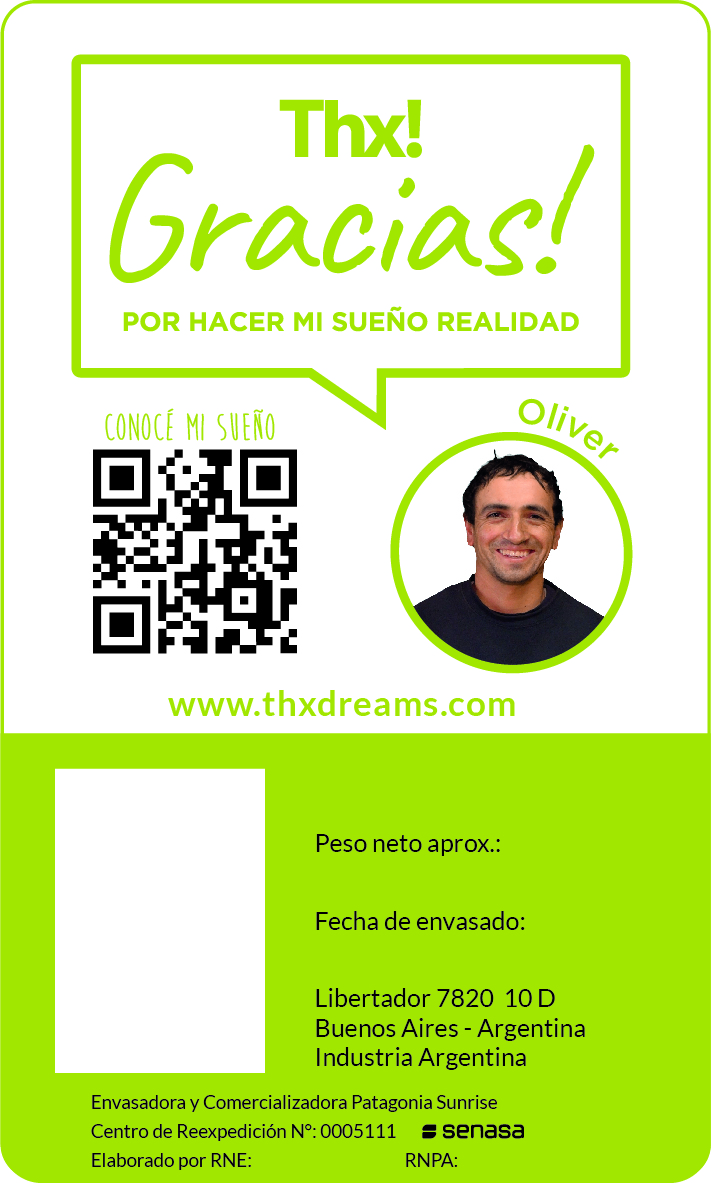 Thx!
Gracias!
POR HACER MI SUEÑO REALIDAD
CONOCÉ MI SUEÑO
Oliver
www.thxdreams.com
Peso neto aprox.:
Fecha de envasado:
Libertador 7820 10 D
Buenos Aires - Argentina
Industria Argentina
Envasadora y Comercializadora Patagonia Sunrise
Centro de Reexpedición N°: 0005111 senasa
Elaborado por RNE: RNPA: